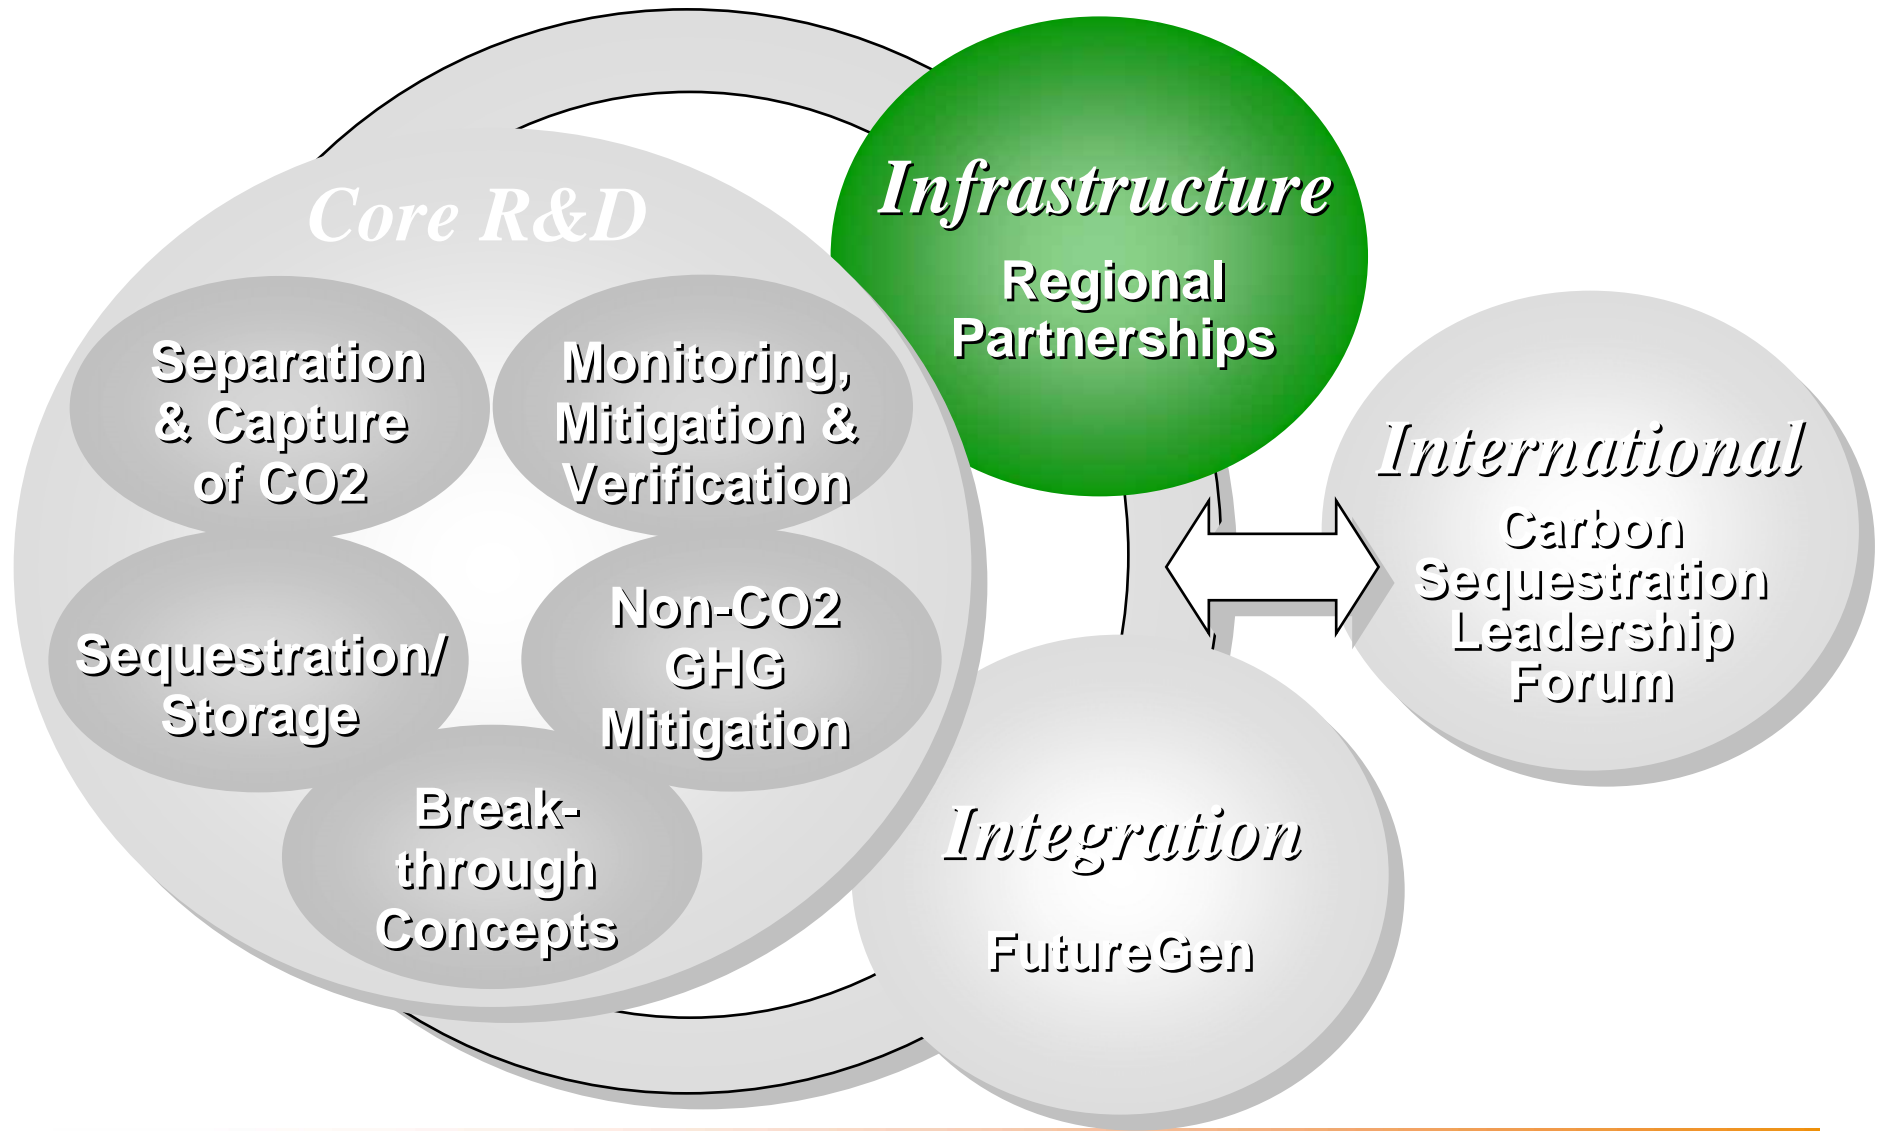 Core R&D
Separation
& Capture
of CO2
Monitoring,
Mitigation &
Verification
Sequestration/
Storage
Non-CO2
GHG
Mitigation
Break-
through
Concepts
Infrastructure
Regional
Partnerships
International
Carbon
Sequestration
Leadership
Forum
Integration
FutureGen